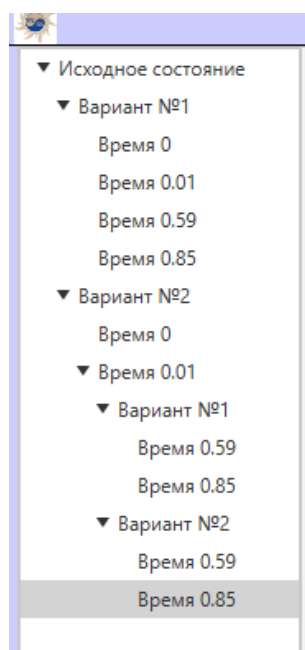 Исходное состояние
Вариант №1
Время 0
Время 0.01
Время 0.59
Время 0.85
Вариант №2
Время 0
Время 0.01
Вариант №1
Время 0.59
Время 0.85
Вариант №2
Время 0.59
Время 0.85